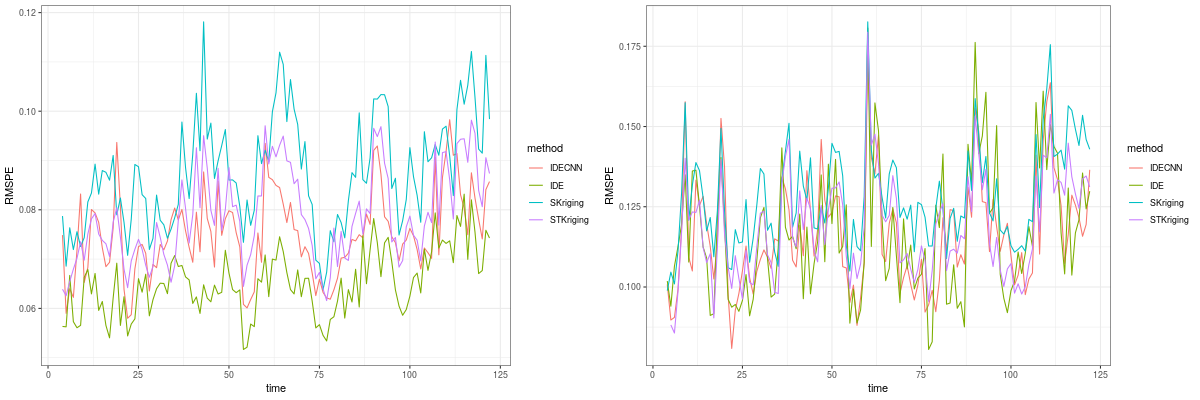 RMSPE
0.12
0.10
0.08
0.06
0
25
50
75
100
125
time
method
IDECNN
IDE
SKriging
STKriging
RMSPE
0.175
0.150
0.125
0.100
0
25
50
75
100
125
time
method
IDECNN
IDE
SKriging
STKriging